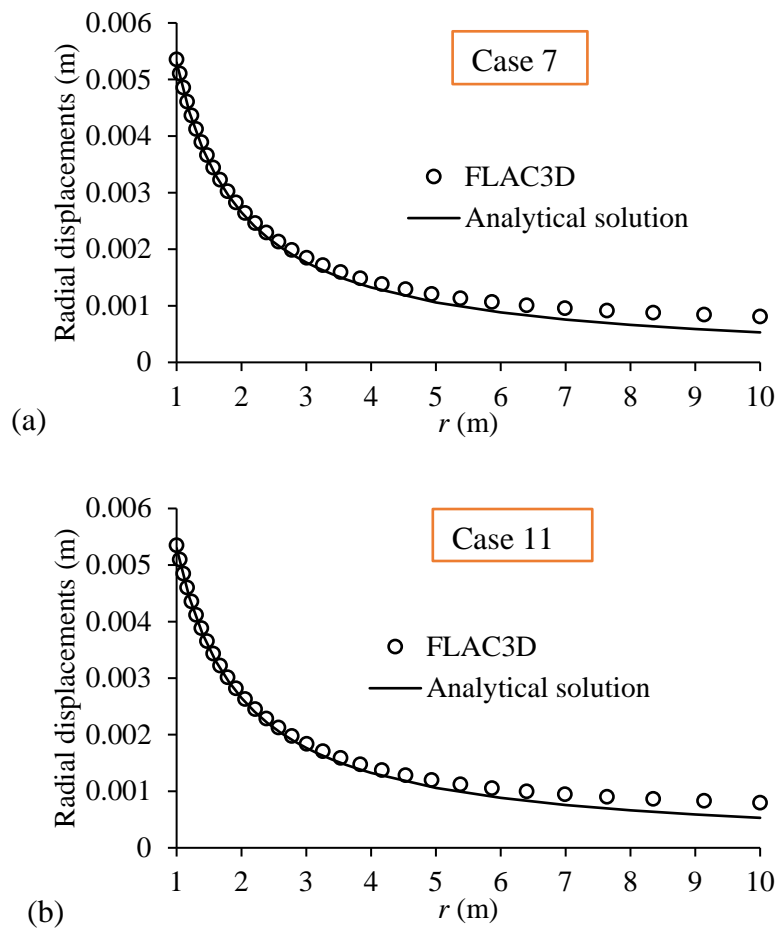 0.006
0.005
0.004
0.003
0.002
0.001
0
Radial displacements (m)
Case 7
FLAC3D
Analytical solution
1 2 3 4 5 6 7 8 9 10
r (m)
(a)
0.006
0.005
0.004
0.003
0.002
0.001
0
Radial displacements (m)
Case 11
FLAC3D
Analytical solution
1 2 3 4 5 6 7 8 9 10
r (m)
(b)